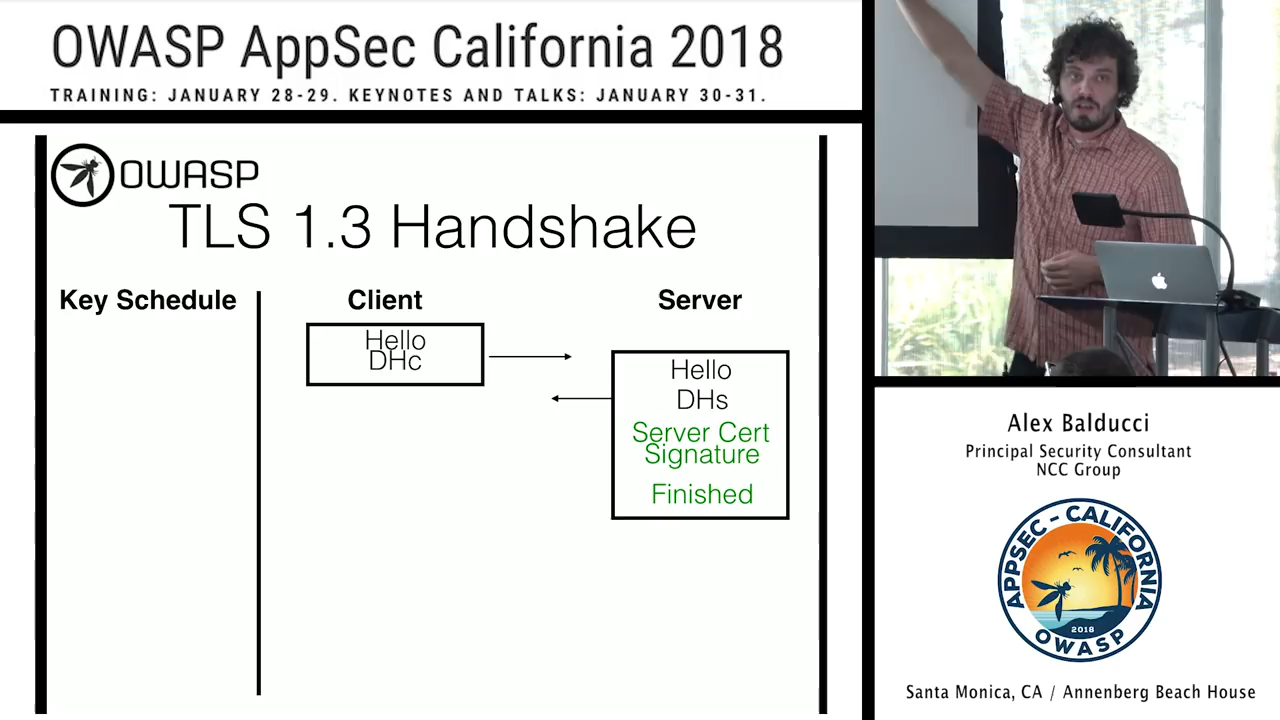 OWASP AppSec California 2018
TRAINING: JANUARY 28-29. KEYNOTES AND TALKS: JANUARY 30-31.
OWASP
TLS 1.3 Handshake
Key Schedule
Client
Server
Hello
DHc
Hello
DHs
Server Cert
Signature
Finished
Alex Balducci
Principal Security Consultant
NCC Group
APPSEC - CALIFORNIA
2018
OWASP
Santa Monica, CA / Annenberg Beach House